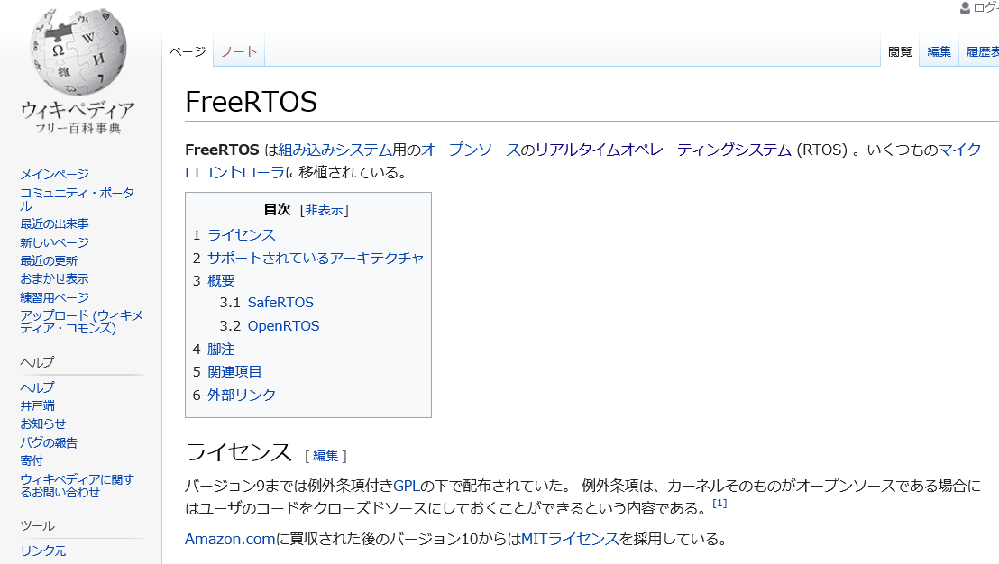 ログイ
ウィキペディア
フリー百科事典
ページ ノート 閲覧 編集 履歴表
メインページ
コミュニティ・ポータ
ル
最近の出来事
新しいページ
最近の更新
おまかせ表示
練習用ページ
アップロード (ウィキメ
ディア・コモンズ)
ヘルプ
ヘルプ
井戸端
お知らせ
バグの報告
寄付
ウィキペディアに関す
るお問い合わせ
ツール
リンク元
FreeRTOS
FreeRTOS は組み込みシステム用のオープンソースのリアルタイムオペレーティングシステム (RTOS) 。いくつものマイク
ロコントローラに移植されている。
目次 [非表示]
1 ライセンス
2 サポートされているアーキテクチャ
3 概要
3.1 SafeRTOS
3.2 OpenRTOS
4 脚注
5 関連項目
6 外部リンク
ライセンス [ 編集 ]
バージョン9までは例外条項付きGPLの下で配布されていた。 例外条項は、カーネルそのものがオープンソースである場合に
はユーザのコードをクローズドソースにしておくことができるという内容である。[1]
Amazon.comに買収された後のバージョン10からはMITライセンスを採用している。